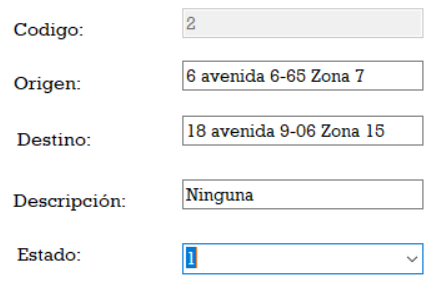 Codigo: 2
Origen: 6 avenida 6-65 Zona 7
Destino: 18 avenida 9-06 Zona 15
Descripción: Ninguna
Estado: 1